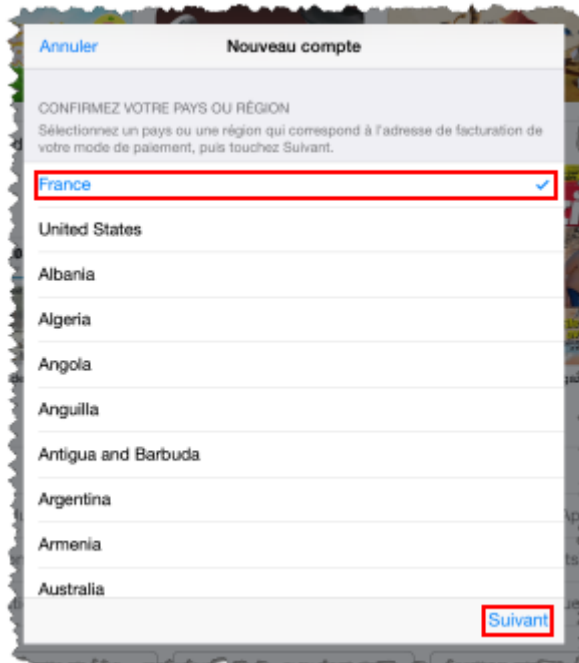 Annuler
Nouveau compte
CONFIRMEZ VOTRE PAYS OU RÉGION
Sélectionnez un pays ou une région qui correspond à l'adresse de facturation de
votre mode de paiement, puis touchez Suivant.
France
United States
Albania
Algeria
Angola
Anguilla
Antigua and Barbuda
Argentina
Armenia
Australia
Suivant